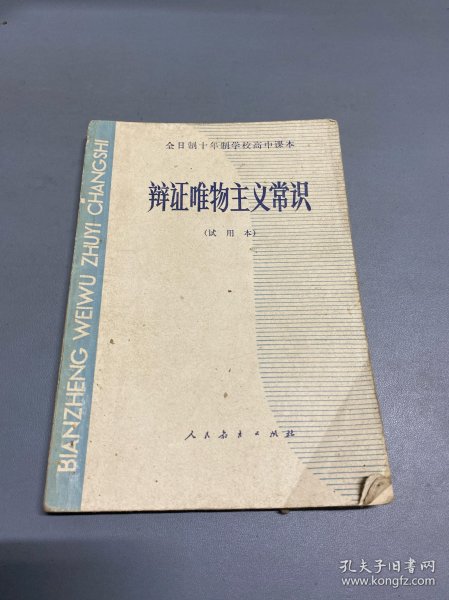 全日制十年制学校高中课本
辩证唯物主义常识
(试用本)
BIANZHENG WEIWU ZHUYI CHANGSHI
人民教育出版社
孔夫子旧书网
www.kongfz.com